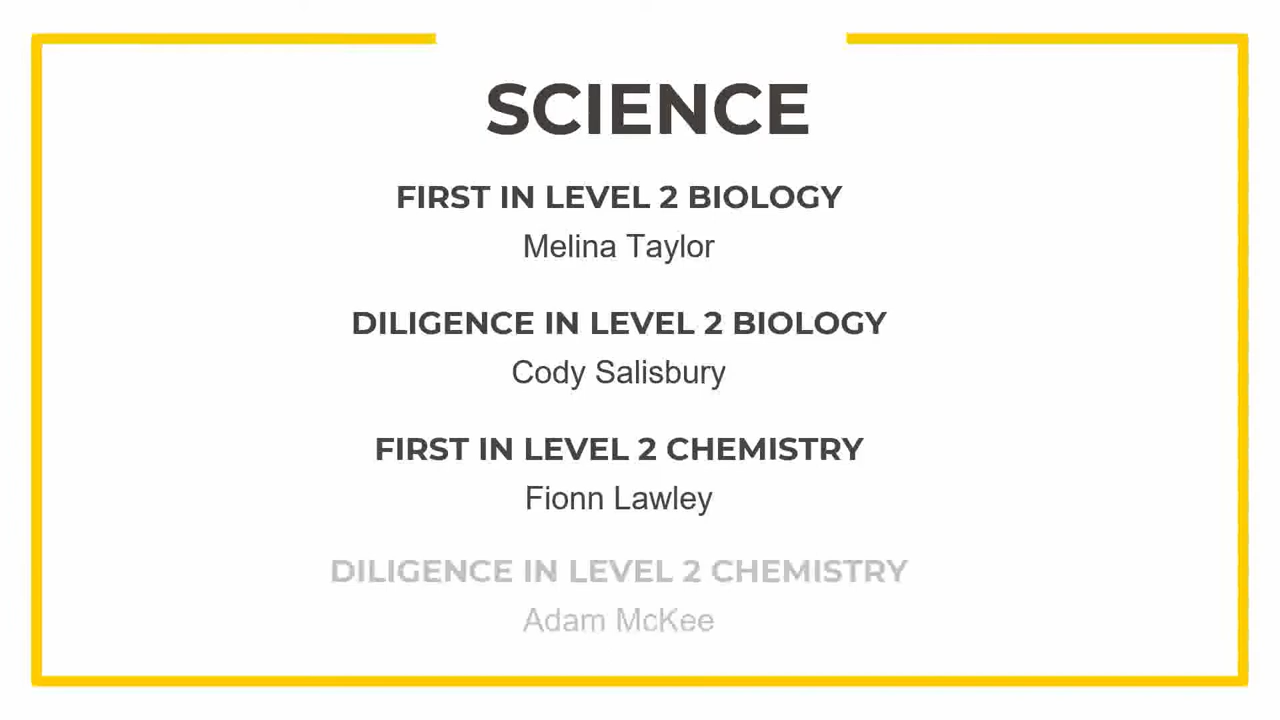 SCIENCE
FIRST IN LEVEL 2 BIOLOGY
Melina Taylor
DILIGENCE IN LEVEL 2 BIOLOGY
Cody Salisbury
FIRST IN LEVEL 2 CHEMISTRY
Fionn Lawley
DILIGENCE IN LEVEL 2 CHEMISTRY
Adam McKee